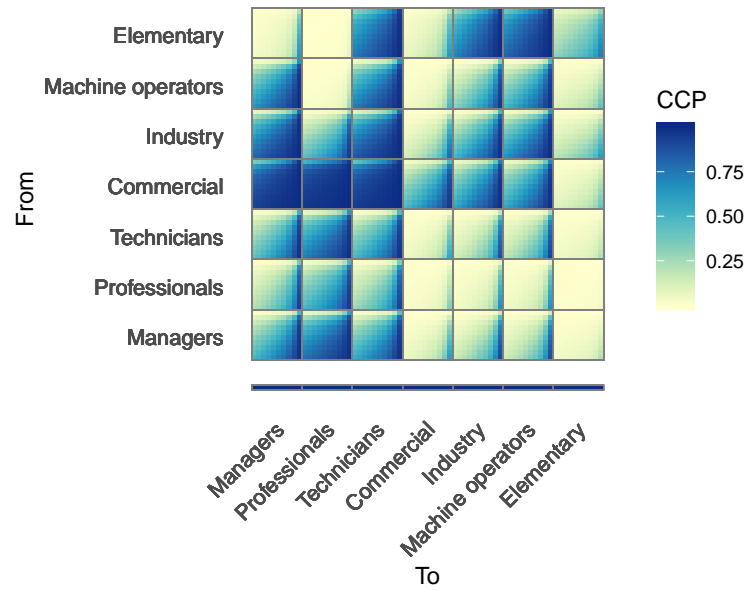 Elementary
Machine operators
Industry
Commercial
Technicians
Professionals
Managers
From
CCP
0.75
0.50
0.25
Managers
Professionals
Technicians
Commercial
Industry
Machine operators
Elementary
To